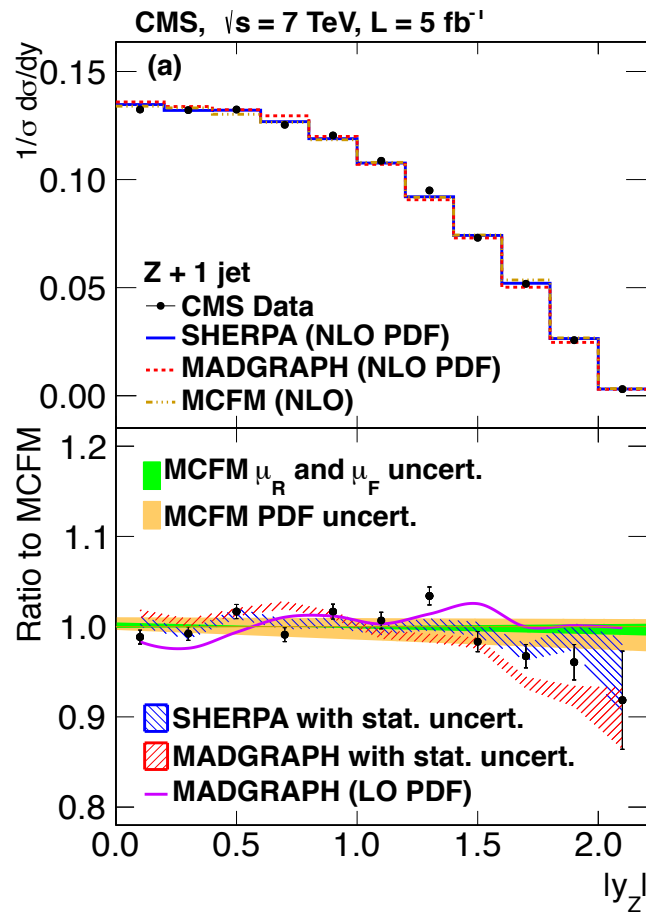 CMS, √s = 7 TeV, L = 5 fb⁻¹
(a)
1/σ dσ/dy
0.15
0.10
0.05
0.00
Z + 1 jet
CMS Data
SHERPA (NLO PDF)
MADGRAPH (NLO PDF)
MCFM (NLO)
Ratio to MCFM
1.2
1.1
1.0
0.9
0.8
MCFM μ_R and μ_F uncert.
MCFM PDF uncert.
SHERPA with stat. uncert.
MADGRAPH with stat. uncert.
MADGRAPH (LO PDF)
0.0 0.5 1.0 1.5 2.0
|y_Z|